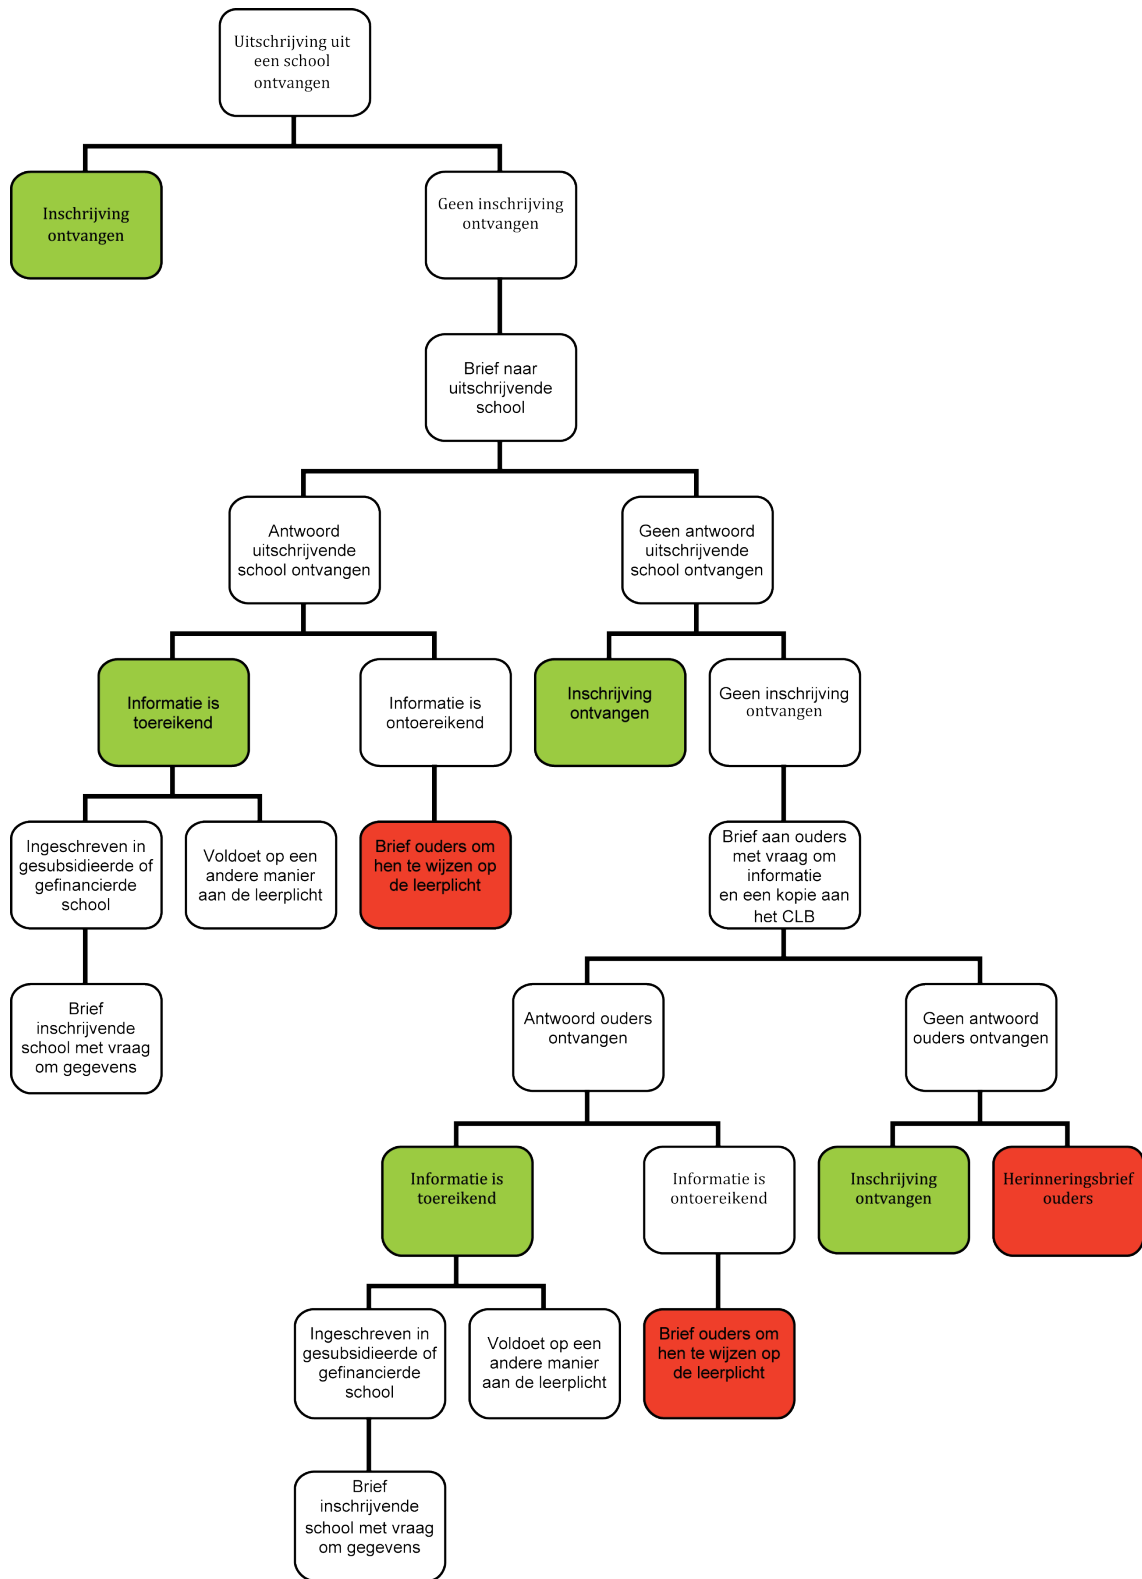 Uitschrijving uit
een school
ontvangen
Inschrijving
ontvangen
Geen inschrijving
ontvangen
Brief naar
uitschrijvende
school
Antwoord
uitschrijvende
school ontvangen
Geen antwoord
uitschrijvende
school ontvangen
Informatie is
toereikend
Informatie is
ontoereikend
Inschrijving
ontvangen
Geen inschrijving
ontvangen
Ingeschreven in
gesubsidieerde of
gefinancierde
school
Voldoet op een
andere manier
aan de leerplicht
Brief ouders om
hen te wijzen op
de leerplicht
Brief aan ouders
met vraag om
informatie
en een kopie aan
het CLB
Brief
inschrijvende
school met vraag
om gegevens
Antwoord ouders
ontvangen
Geen antwoord
ouders ontvangen
Informatie is
toereikend
Informatie is
ontoereikend
Inschrijving
ontvangen
Herinneringsbrief
ouders
Ingeschreven in
gesubsidieerde of
gefinancierde
school
Voldoet op een
andere manier
aan de leerplicht
Brief ouders om
hen te wijzen op
de leerplicht
Brief
inschrijvende
school met vraag
om gegevens